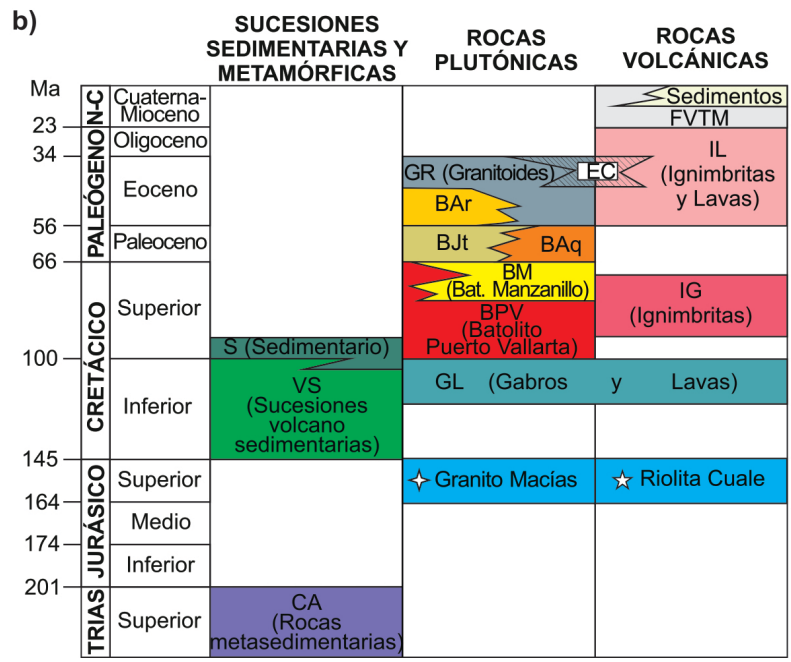 b)
SUCESIONES
SEDIMENTARIAS Y
METAMÓRFICAS
ROCAS
PLUTÓNICAS
ROCAS
VOLCÁNICAS
Ma
23
34
56
66
100
145
164
174
201
N-C
PALEÓGENO
CRETÁCICO
JURÁSICO
TRIAS
Cuaterna-
Mioceno
Oligoceno
Eoceno
Paleoceno
Superior
Inferior
Superior
Medio
Inferior
Superior
S (Sedimentario)
VS
(Sucesiones
volcano
sedimentarias)
CA
(Rocas
metasedimentarias)
GR (Granitoides)
EC
BAr
BJt
BAq
BM
(Bat. Manzanillo)
BPV
(Batolito
Puerto Vallarta)
GL (Gabros y Lavas)
Granito Macías
Sedimentos
FVTM
IL
(Ignimbritas
y Lavas)
IG
(Ignimbritas)
Riolita Cuale